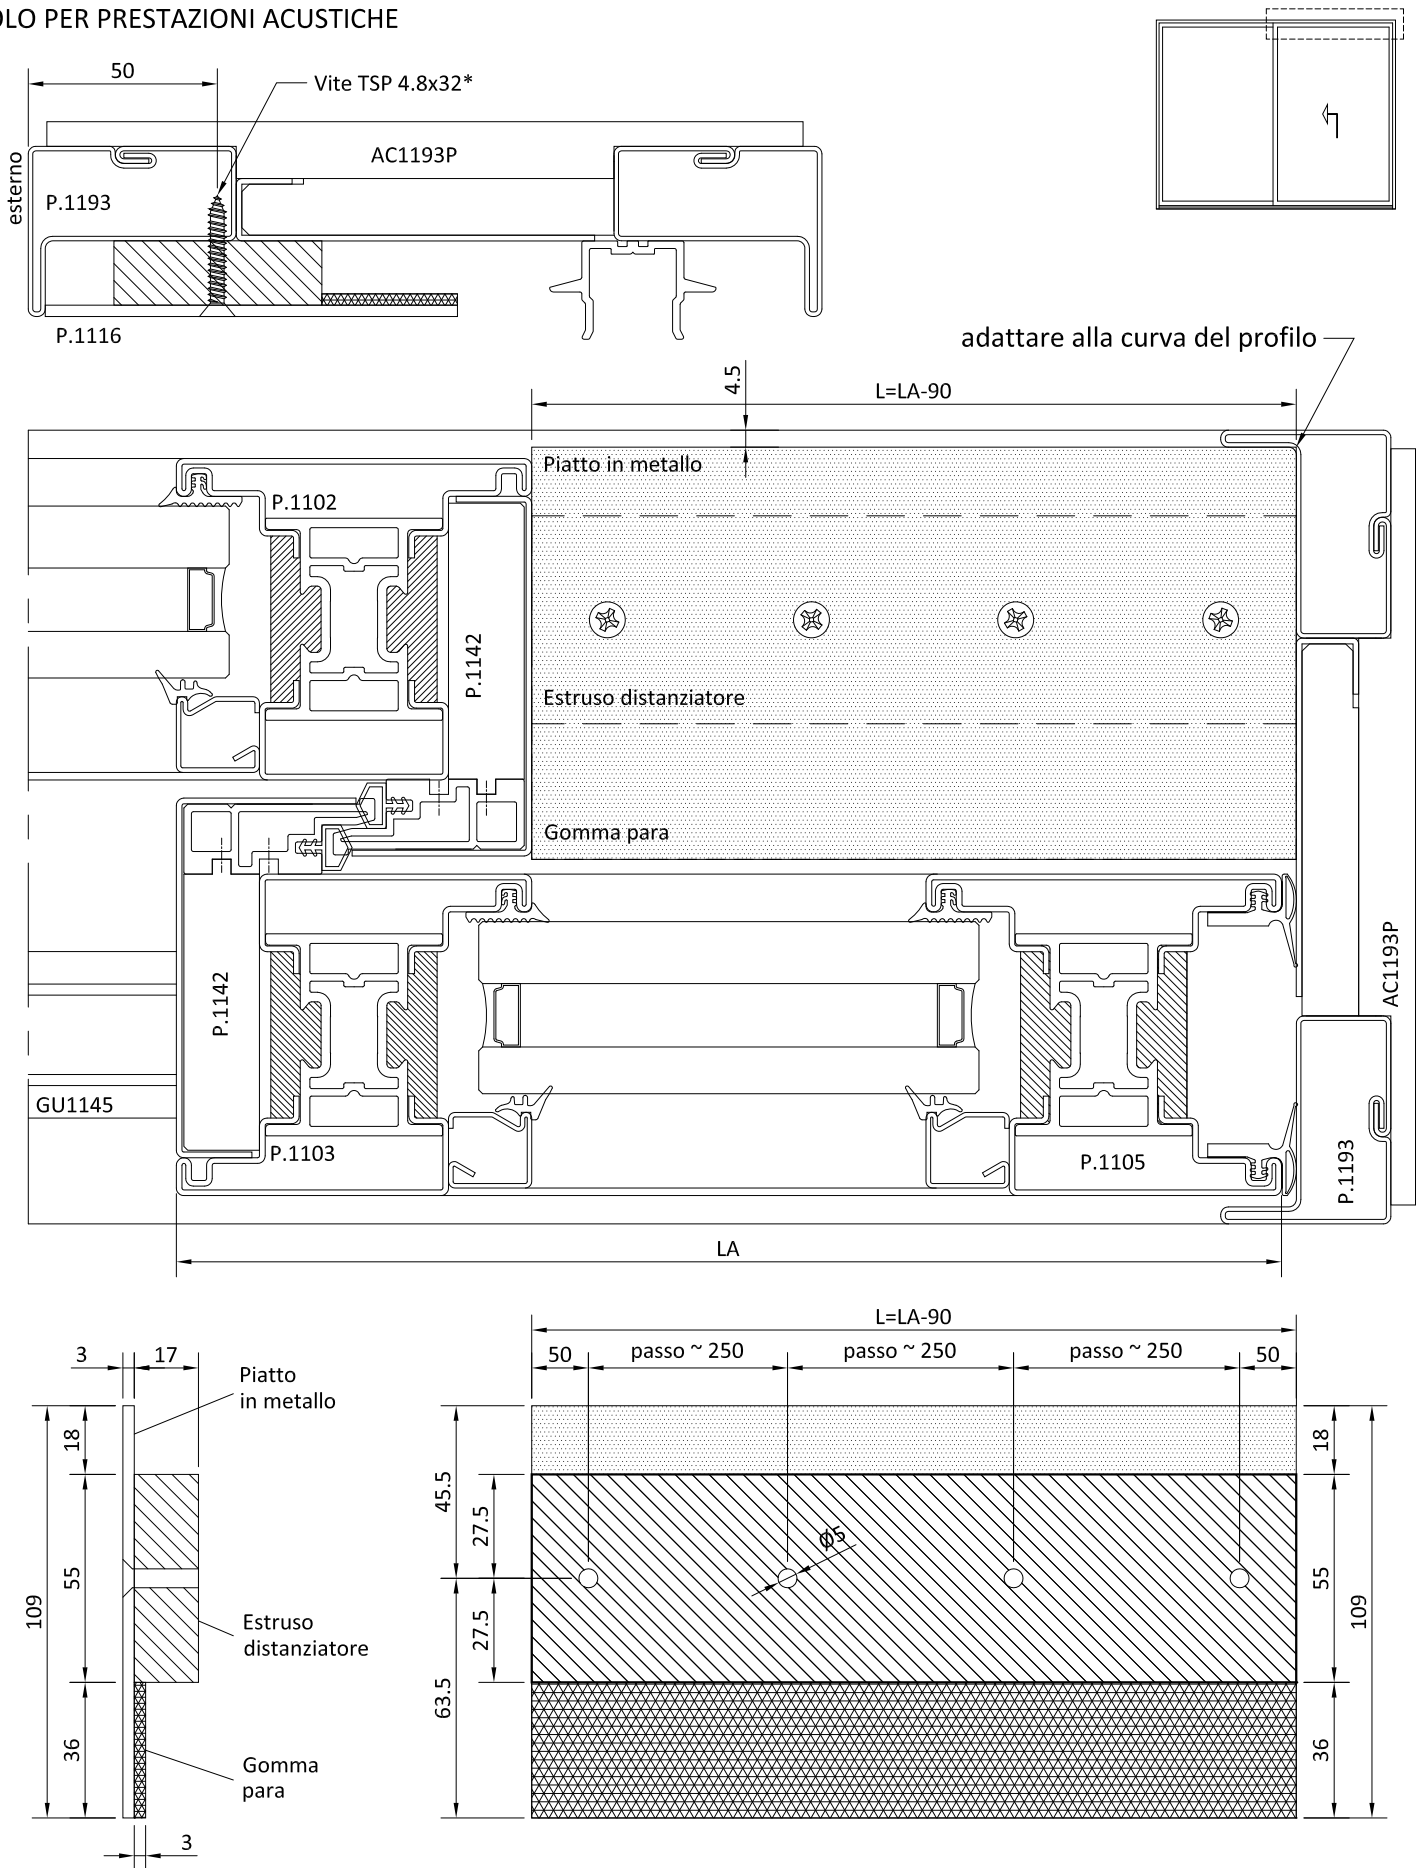 OLO PER PRESTAZIONI ACUSTICHE
50
Vite TSP 4.8x32*
esterno
AC1193P
P.1193
P.1116
adattare alla curva del profilo
4.5
L=LA-90
Piatto in metallo
P.1102
P.1142
Estruso distanziatore
Gomma para
P.1142
AC1193P
GU1145
P.1103
P.1105
P.1193
LA
L=LA-90
3
17
Piatto
in metallo
50
passo ~ 250
passo ~ 250
passo ~ 250
50
18
45.5
27.5
18
Ø5
109
55
55
109
Estruso
distanziatore
27.5
63.5
36
Gomma
para
36
3